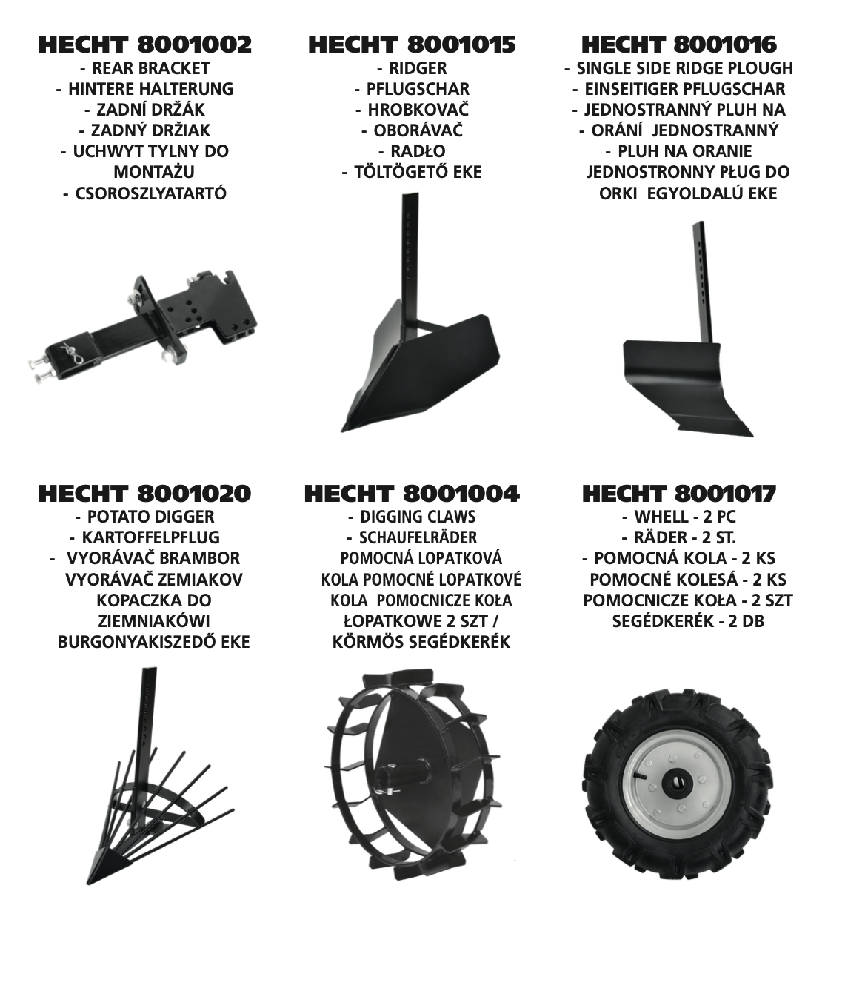 HECHT 8001002
- REAR BRACKET
- HINTERE HALTERUNG
- ZADNÍ DRŽÁK
- ZADNÝ DRŽIAK
- UCHWYT TYLNY DO
MONTAŻU
- CSOROSZLYATARTÓ
HECHT 8001015
- RIDGER
- PFLUGSCHAR
- HROBKOVAČ
- OBORÁVAČ
- RADŁO
- TÖLTÖGETŐ EKE
HECHT 8001016
- SINGLE SIDE RIDGE PLOUGH
- EINSEITIGER PFLUGSCHAR
- JEDNOSTRANNÝ PLUH NA
- ORÁNÍ JEDNOSTRANNÝ
- PLUH NA ORANIE
JEDNOSTRONNY PŁUG DO
ORKI EGYOLDALÚ EKE
HECHT 8001020
- POTATO DIGGER
- KARTOFFELPFLUG
- VYORÁVAČ BRAMBOR
VYORÁVAČ ZEMIAKOV
KOPACZKA DO
ZIEMNIAKÓWI
BURGONYAKISZEDŐ EKE
HECHT 8001004
- DIGGING CLAWS
- SCHAUFELRÄDER
POMOCNÁ LOPATKOVÁ
KOLA POMOCNÉ LOPATKOVÉ
KOLA POMOCNICZE KOŁA
ŁOPATKOWE 2 SZT /
KÖRMÖS SEGÉDKERÉK
HECHT 8001017
- WHELL - 2 PC
- RÄDER - 2 ST.
- POMOCNÁ KOLA - 2 KS
POMOCNÉ KOLESÁ - 2 KS
POMOCNICZE KOŁA - 2 SZT
SEGÉDKERÉK - 2 DB